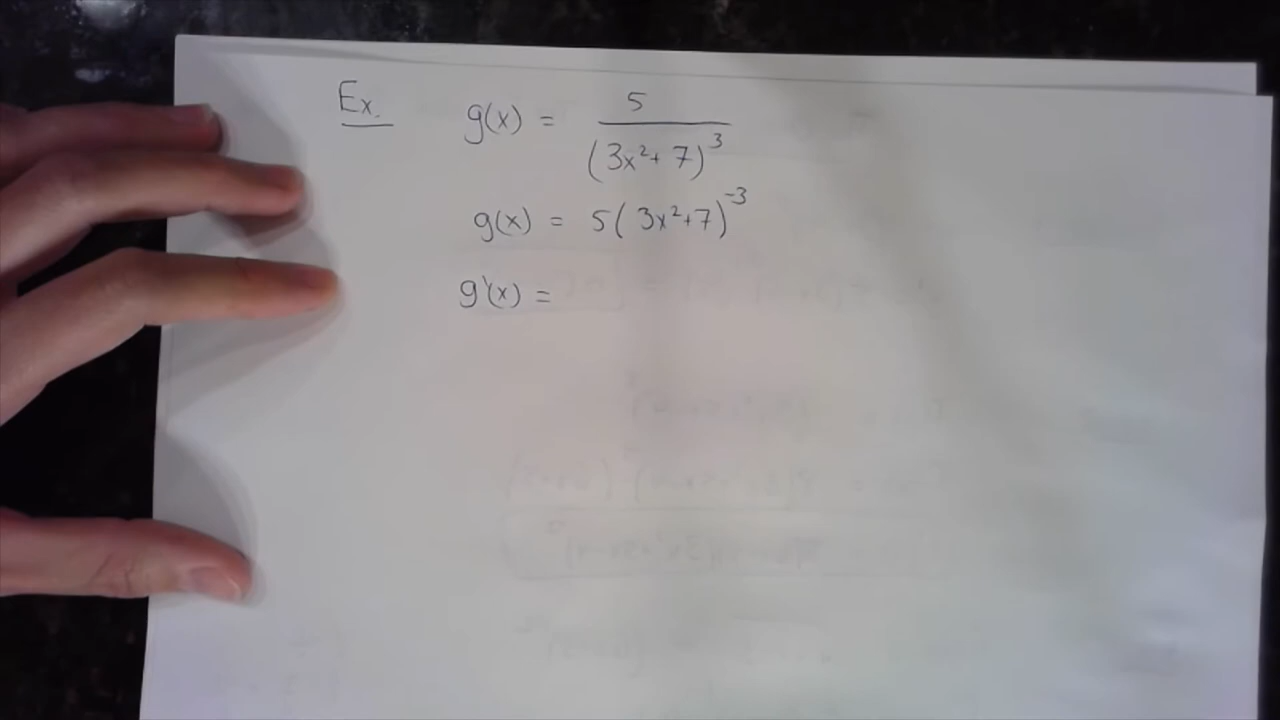 Ex. g(x) = 5/(3x²+7)³
g(x) = 5(3x²+7)⁻³
g'(x) =